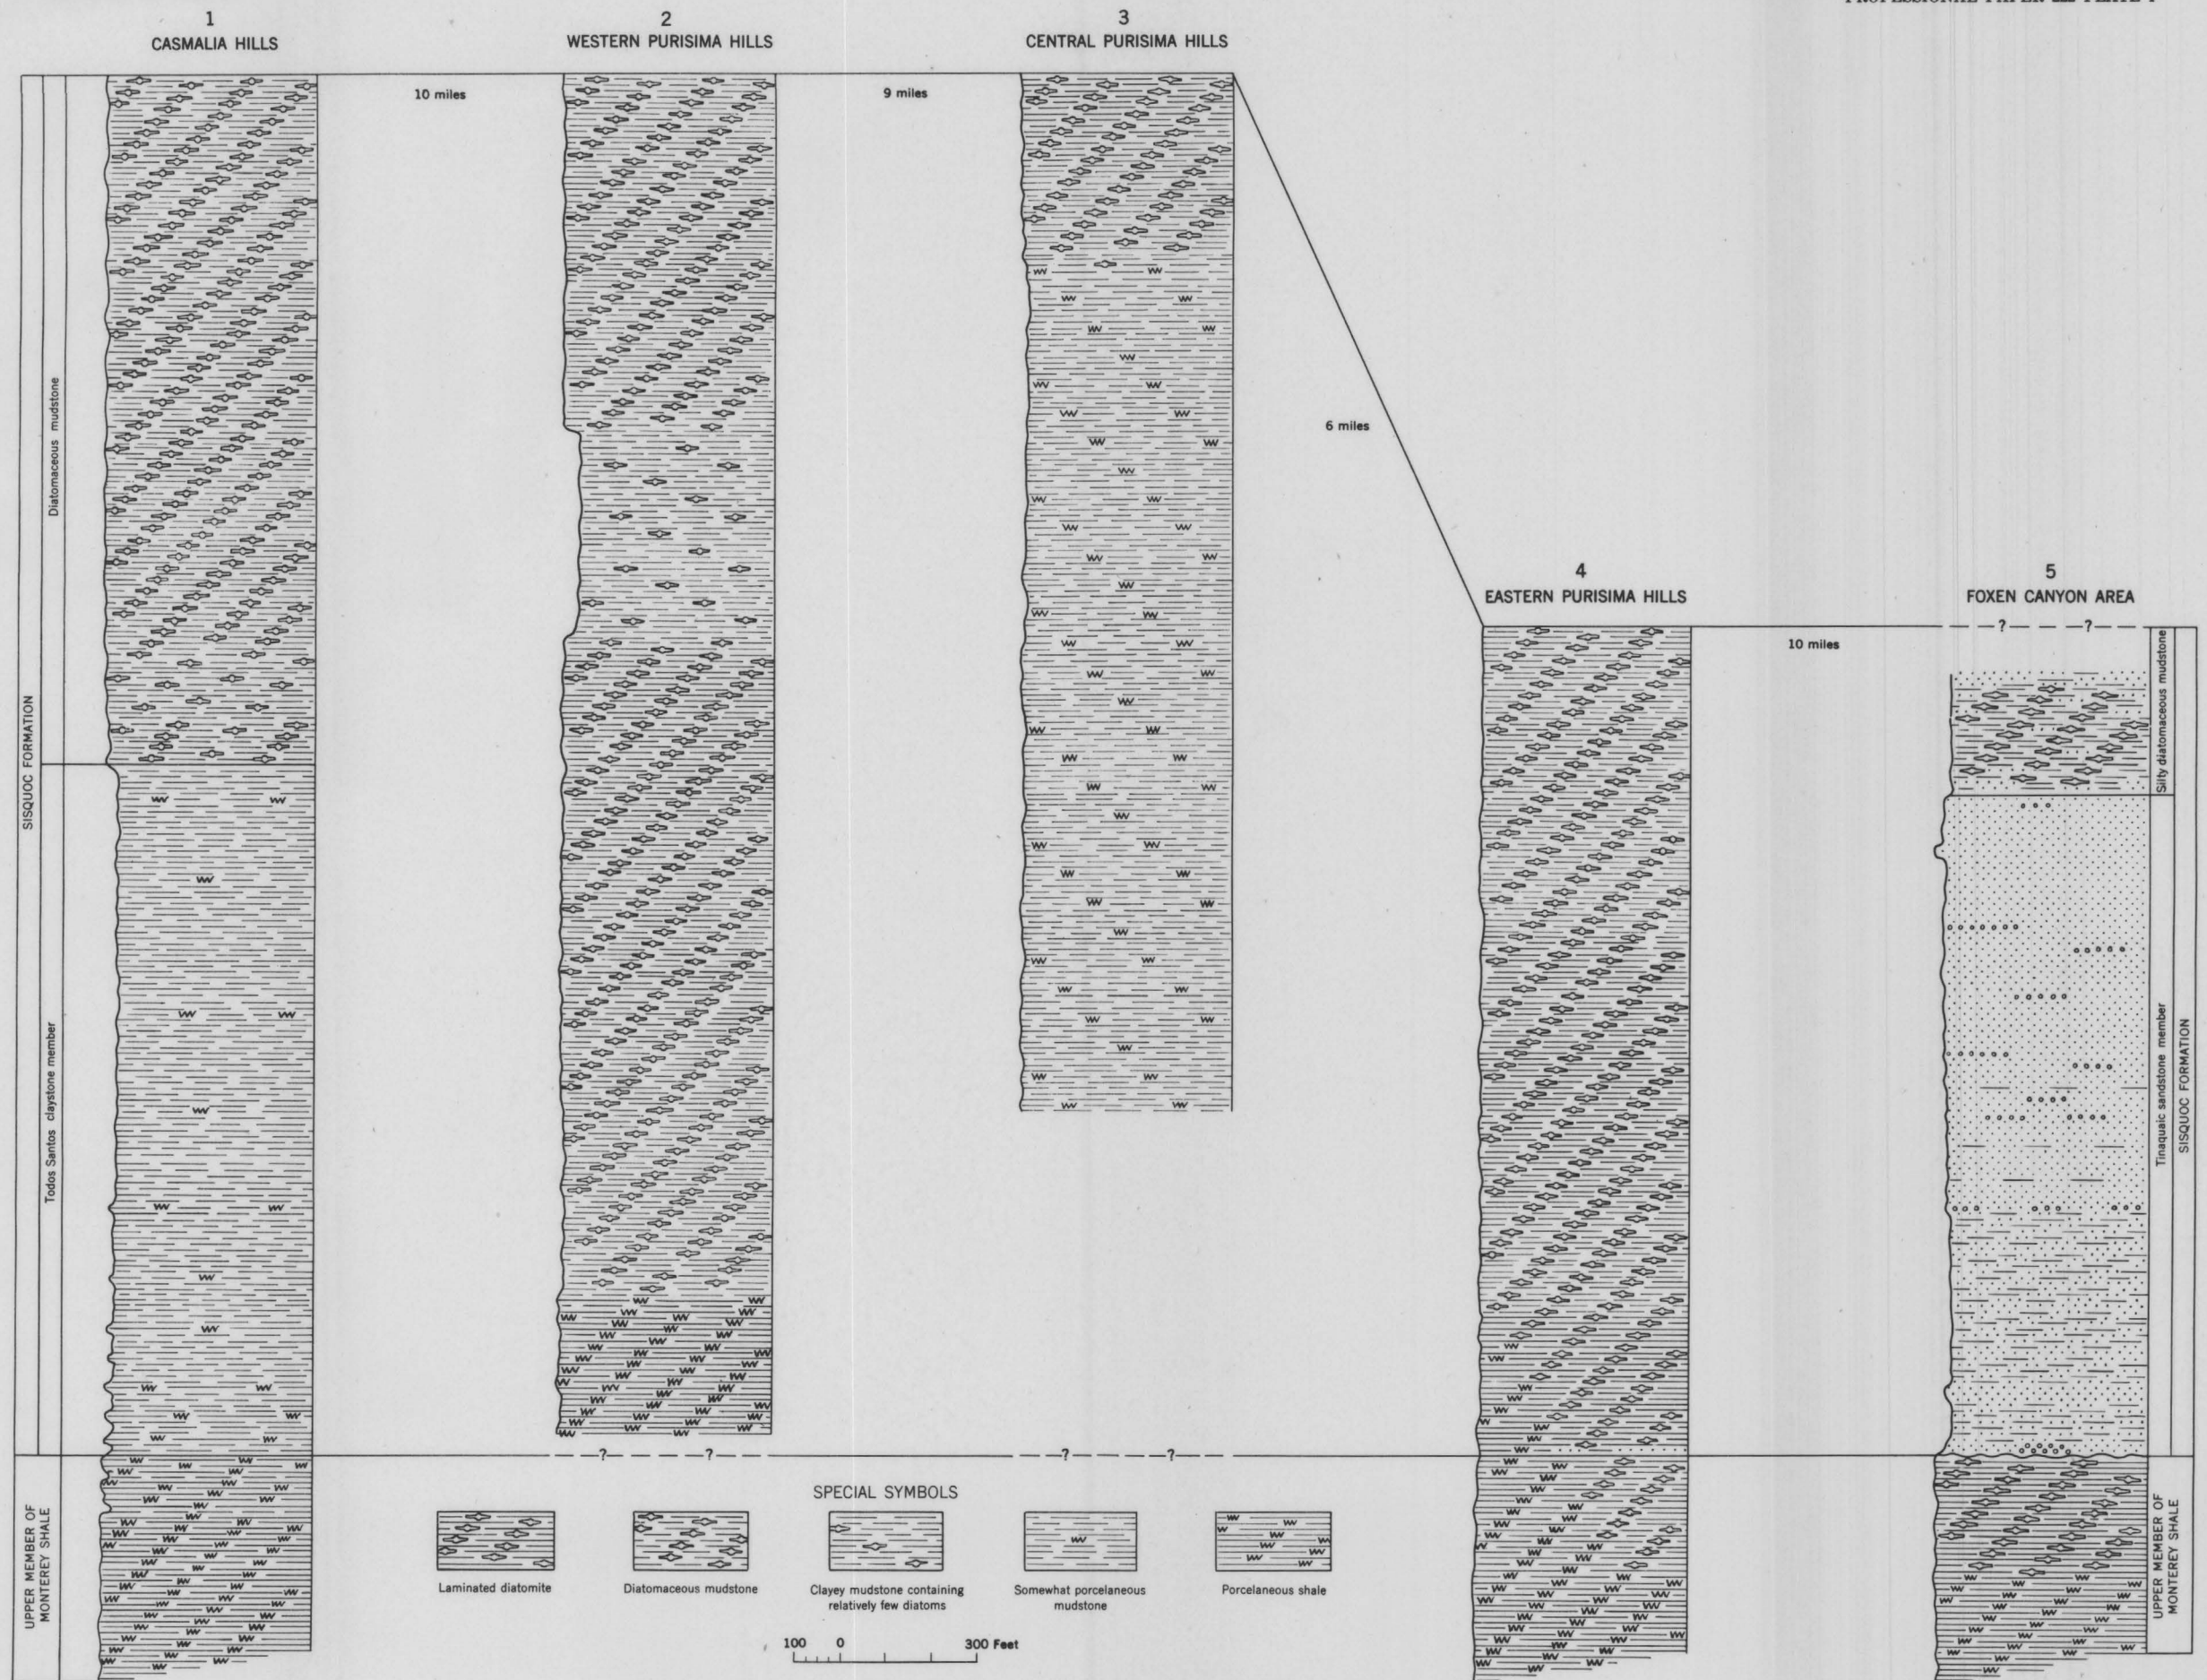 1
CASMALIA HILLS
2
WESTERN PURISIMA HILLS
3
CENTRAL PURISIMA HILLS
10 miles
9 miles
6 miles
4
EASTERN PURISIMA HILLS
5
FOXEN CANYON AREA
10 miles
? ?
SISQUOC FORMATION
Diatomaceous mudstone
Todos Santos claystone member
UPPER MEMBER OF
MONTEREY SHALE
Silty diatomaceous mudstone
Tinaquaic sandstone member
SISQUOC FORMATION
UPPER MEMBER OF
MONTEREY SHALE
? ? ? ?
SPECIAL SYMBOLS
Laminated diatomite
Diatomaceous mudstone
Clayey mudstone containing
relatively few diatoms
Somewhat porcelaneous
mudstone
Porcelaneous shale
100 0 300 Feet